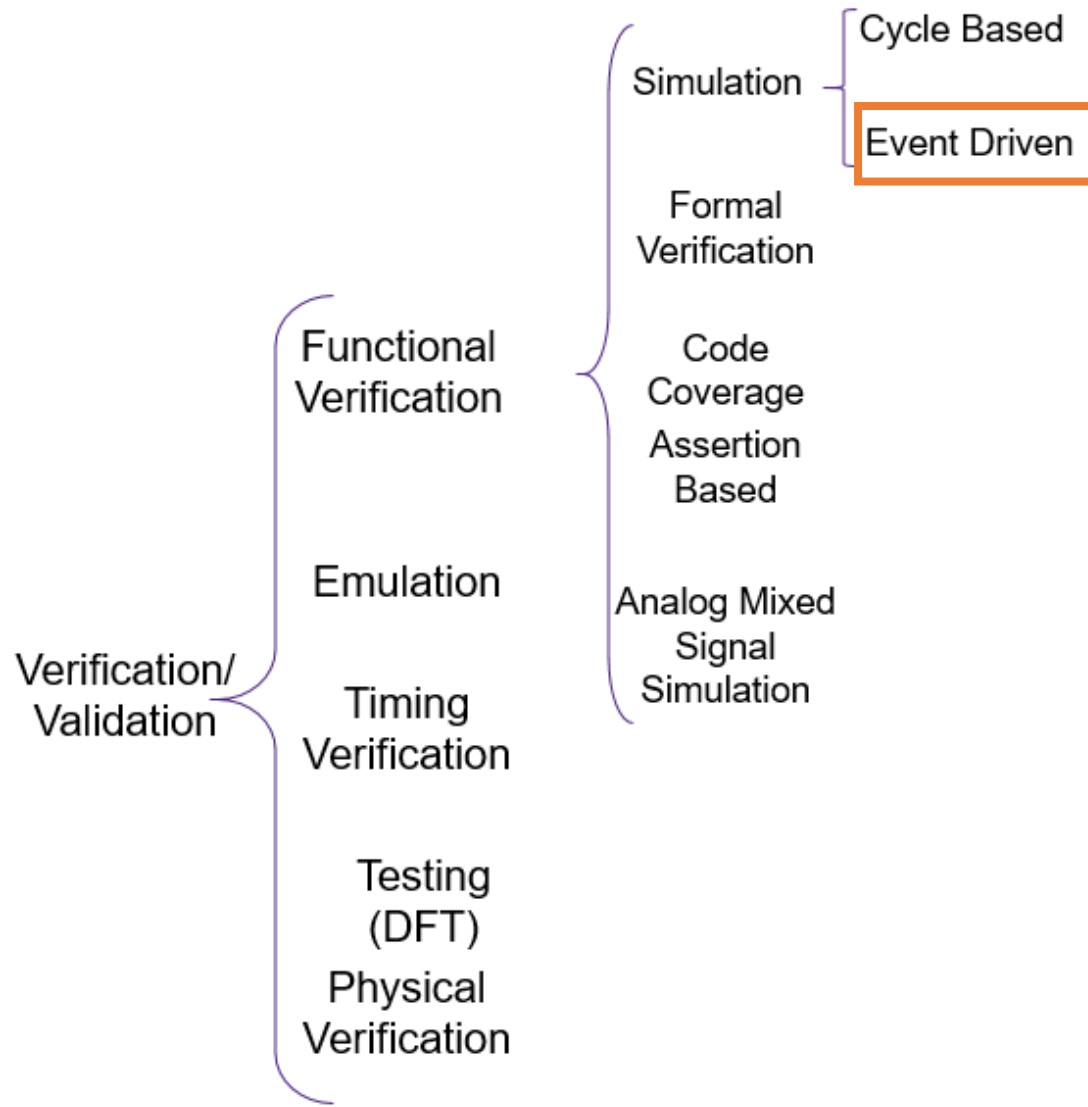 Cycle Based
Simulation
Event Driven
Formal
Verification
Functional
Verification
Code
Coverage
Assertion
Based
Emulation
Analog Mixed
Signal
Simulation
Verification/
Validation
Timing
Verification
Testing
(DFT)
Physical
Verification